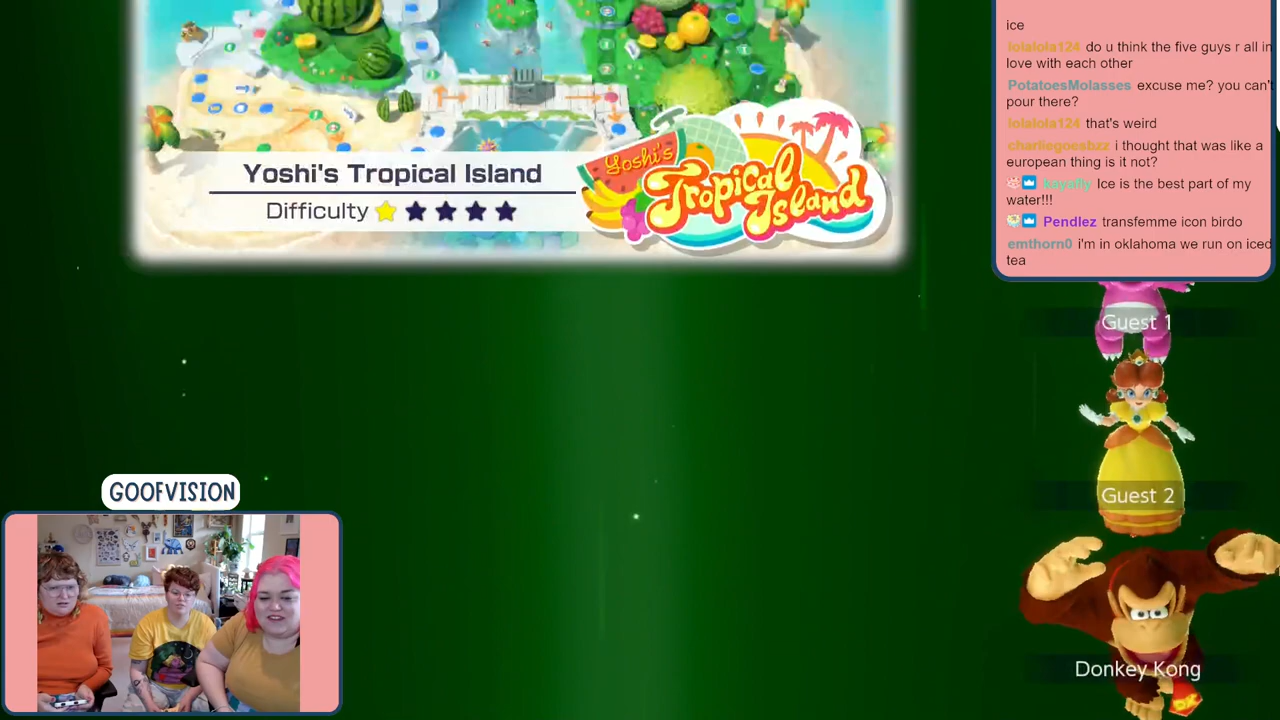 ice
lolalola124 do u think the five guys r all in
love with each other
PotatoesMolasses excuse me? you can't
pour there?
lolalola124 that's weird
charliegoesbzz i thought that was like a
european thing is it not?
kayafly Ice is the best part of my
water!!!
Pendlez transfemme icon birdo
emthorn0 i'm in oklahoma we run on iced
tea
Yoshi's Tropical Island
Difficulty
Yoshi's
Tropical
Island
Guest 1
Guest 2
Donkey Kong
DK
GOOFVISION